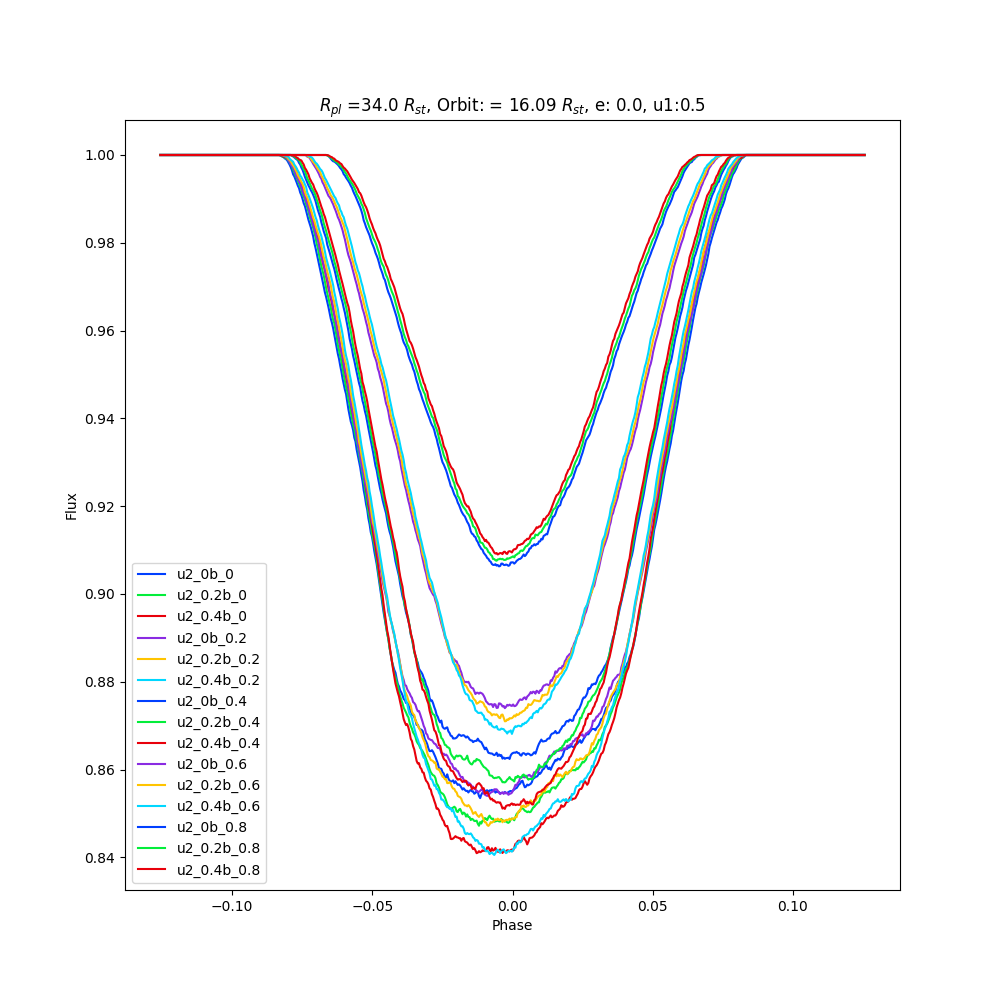 R_pl =34.0 R_st, Orbit: = 16.09 R_st, e: 0.0, u1:0.5
1.00
0.98
0.96
0.94
0.92
0.90
0.88
0.86
0.84
Flux
u2_0b_0
u2_0.2b_0
u2_0.4b_0
u2_0b_0.2
u2_0.2b_0.2
u2_0.4b_0.2
u2_0b_0.4
u2_0.2b_0.4
u2_0.4b_0.4
u2_0b_0.6
u2_0.2b_0.6
u2_0.4b_0.6
u2_0b_0.8
u2_0.2b_0.8
u2_0.4b_0.8
−0.10 −0.05 0.00 0.05 0.10
Phase